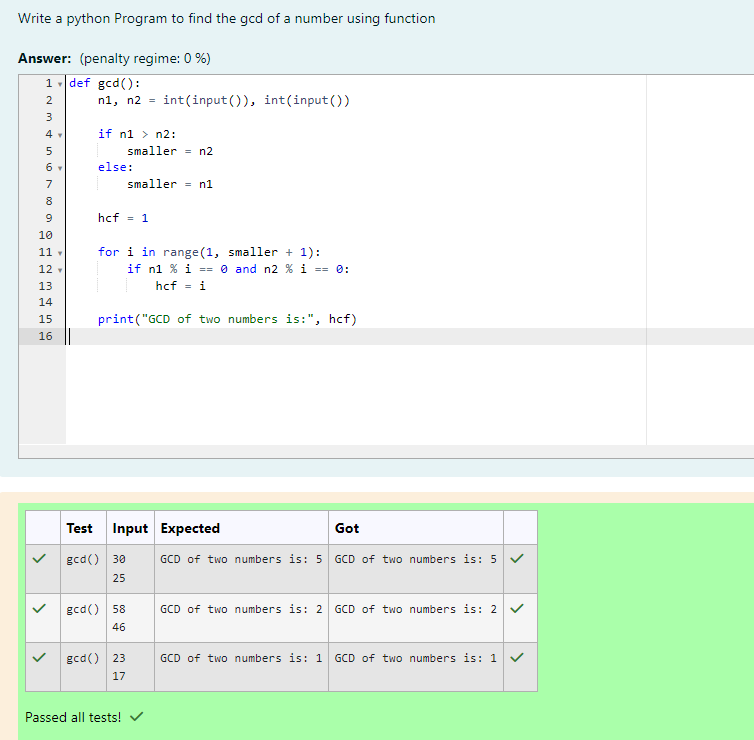 Write a python Program to find the gcd of a number using function
Answer: (penalty regime: 0 %)
1 def gcd():
2     n1, n2 = int(input()), int(input())
3
4     if n1 > n2:
5         smaller = n2
6     else:
7         smaller = n1
8
9     hcf = 1
10
11     for i in range(1, smaller + 1):
12         if n1 % i == 0 and n2 % i == 0:
13             hcf = i
14
15     print("GCD of two numbers is:", hcf)
16
Test Input Expected Got
gcd() 30 GCD of two numbers is: 5 GCD of two numbers is: 5
25
gcd() 58 GCD of two numbers is: 2 GCD of two numbers is: 2
46
gcd() 23 GCD of two numbers is: 1 GCD of two numbers is: 1
17
Passed all tests!